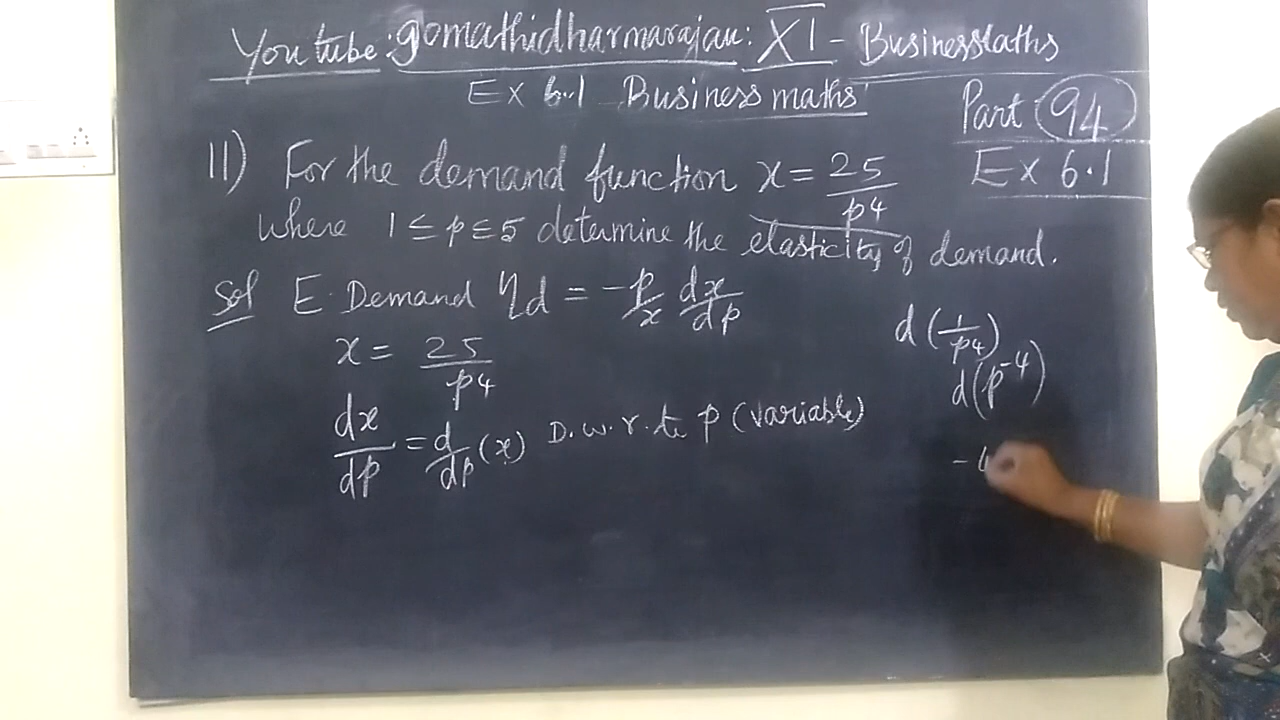 Youtube: gomathidharmarajan: XI - BusinessMaths
Ex 6.1 Business maths
Part 94
Ex 6.1
11) For the demand function x = 25/p4
where 1 ≤ p ≤ 5 determine the elasticity of demand.
Sol E. Demand ηd = -p/x dx/dp
x = 25/p4
dx/dp = d/dp (x) D.w.r.to p (variable)
d(1/p4)
d(p^-4)
-4